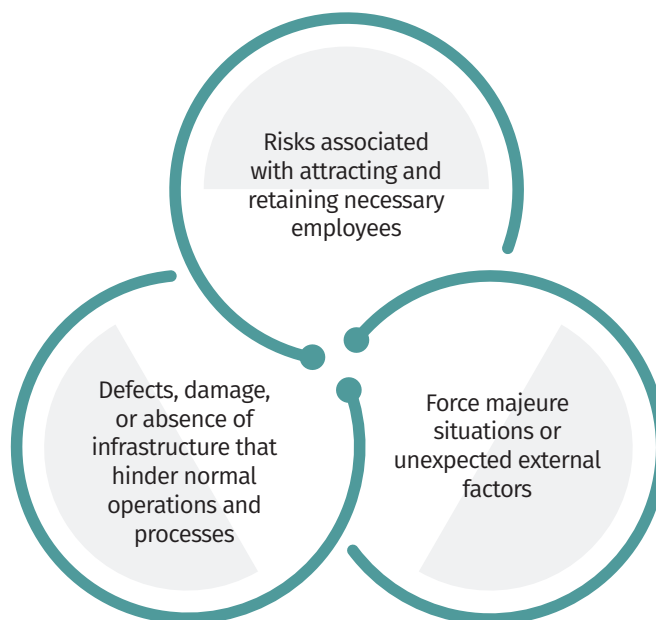 Risks associated
with attracting and
retaining necessary
employees
Defects, damage,
or absence of
infrastructure that
hinder normal
operations and
processes
Force majeure
situations or
unexpected external
factors